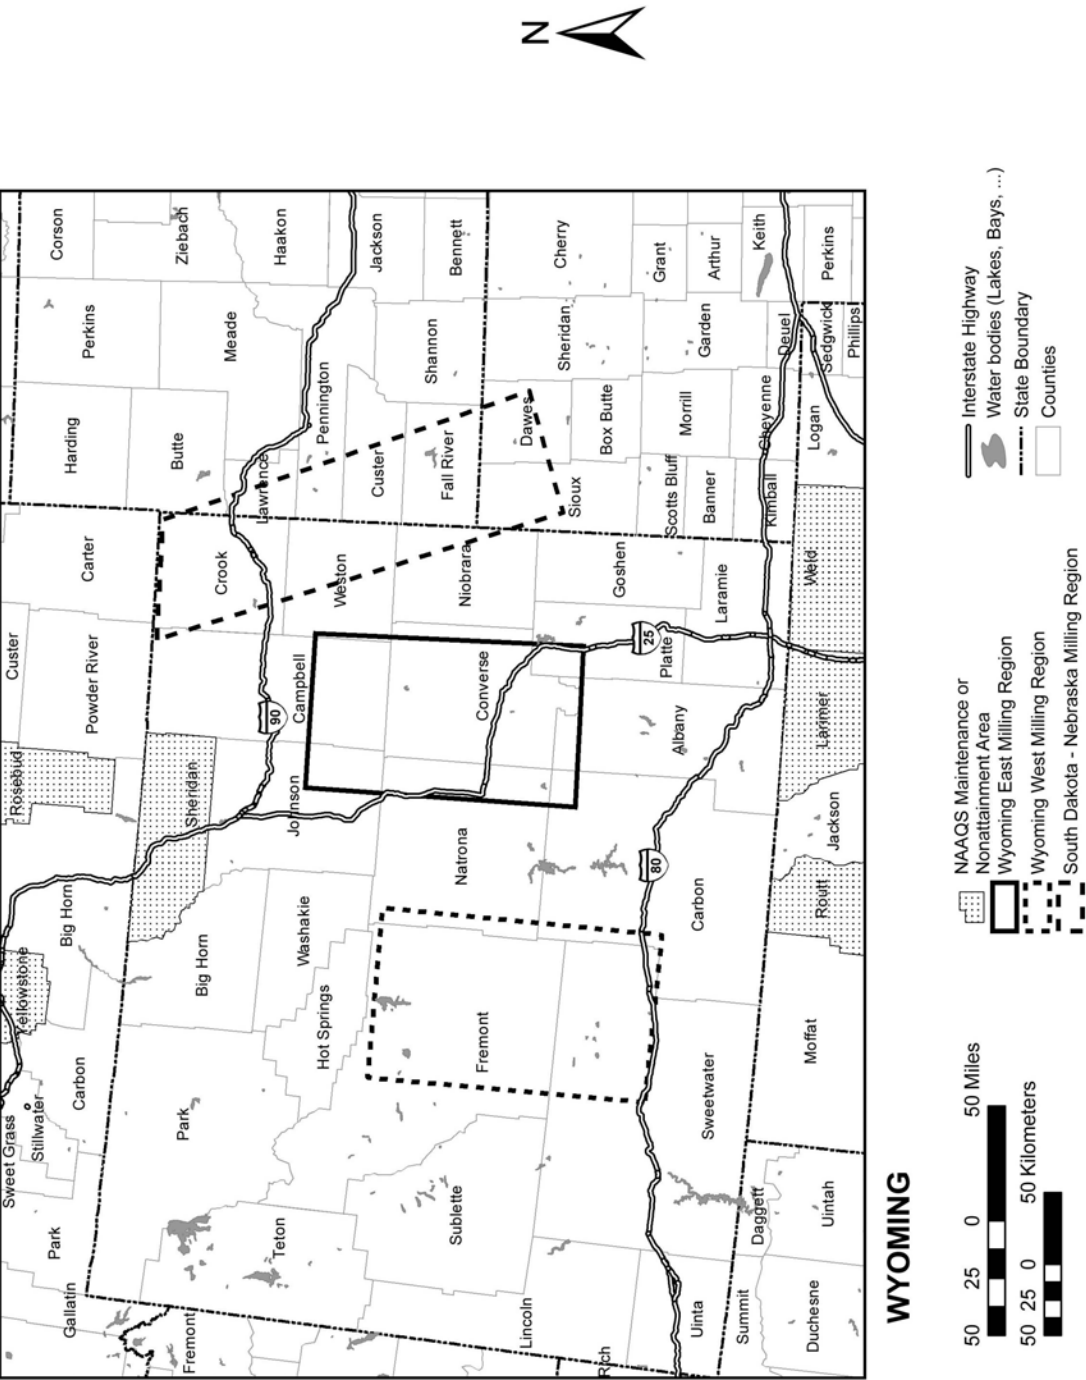 N
Corson
Custer
Perkins
Ziebach
Haakon
Jackson
Bennett
Cherry
Grant
Arthur
Keith
Perkins
Carter
Harding
Butte
Meade
Pennington
Shannon
Sheridan
Garden
Deuel
Sedgwick
Phillips
Powder River
Rosebud
Crook
Lawrence
Custer
Fall River
Dawes
Box Butte
Morrill
Cheyenne
Logan
Sioux
Scotts Bluff
Banner
Kimball
Weston
Niobrara
Goshen
Laramie
Weld
Sheridan
90
Campbell
Converse
25
Platte
Albany
Larimer
Johnson
Big Horn
Yellowstone
Big Horn
Washakie
Natrona
80
Carbon
Jackson
Routt
Sweet Grass
Stillwater
Carbon
Park
Hot Springs
Fremont
Sweetwater
Moffat
Park
Gallatin
Teton
Sublette
Daggett
Uintah
Fremont
Lincoln
Rich
Uinta
Summit
Duchesne
WYOMING
50 25 0 50 Miles
50 25 0 50 Kilometers
NAAQS Maintenance or
Nonattainment Area
Wyoming East Milling Region
Wyoming West Milling Region
South Dakota - Nebraska Milling Region
Interstate Highway
Water bodies (Lakes, Bays, ...)
State Boundary
Counties